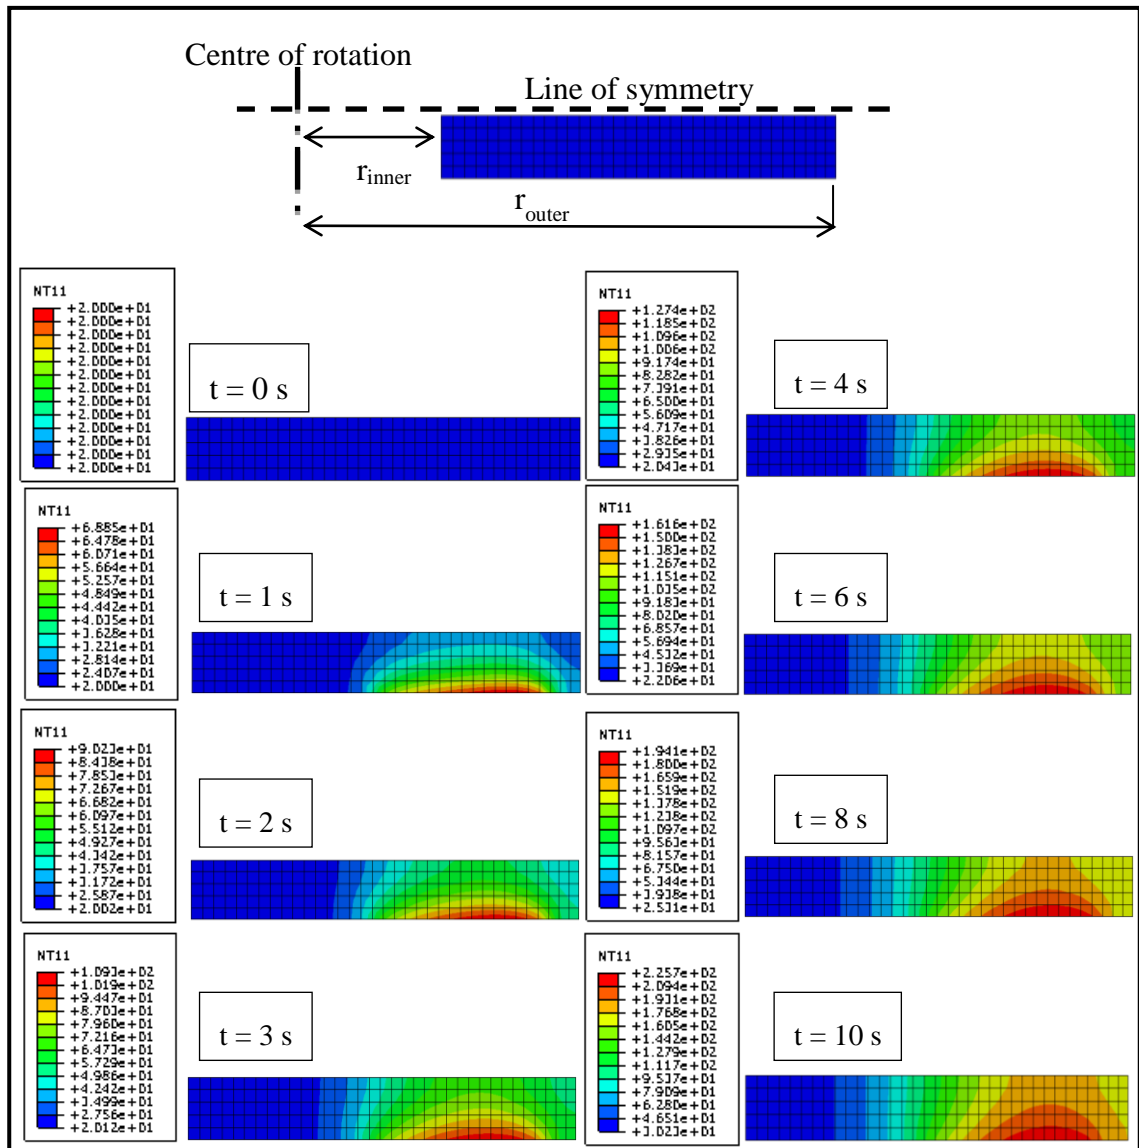 Centre of rotation
Line of symmetry
r inner
r outer
NT11
+2.000e+01
+2.000e+01
+2.000e+01
+2.000e+01
+2.000e+01
+2.000e+01
+2.000e+01
+2.000e+01
+2.000e+01
+2.000e+01
+2.000e+01
+2.000e+01
+2.000e+01
t = 0 s
NT11
+6.885e+01
+6.478e+01
+6.071e+01
+5.664e+01
+5.257e+01
+4.849e+01
+4.442e+01
+4.035e+01
+3.628e+01
+3.221e+01
+2.814e+01
+2.407e+01
+2.000e+01
t = 1 s
NT11
+9.023e+01
+8.438e+01
+7.853e+01
+7.267e+01
+6.682e+01
+6.097e+01
+5.512e+01
+4.927e+01
+4.342e+01
+3.757e+01
+3.172e+01
+2.587e+01
+2.002e+01
t = 2 s
NT11
+1.093e+02
+1.019e+02
+9.447e+01
+8.703e+01
+7.960e+01
+7.216e+01
+6.473e+01
+5.729e+01
+4.986e+01
+4.242e+01
+3.499e+01
+2.756e+01
+2.012e+01
t = 3 s
NT11
+1.274e+02
+1.185e+02
+1.096e+02
+1.006e+02
+9.174e+01
+8.282e+01
+7.391e+01
+6.500e+01
+5.609e+01
+4.717e+01
+3.826e+01
+2.935e+01
+2.043e+01
t = 4 s
NT11
+1.616e+02
+1.500e+02
+1.383e+02
+1.267e+02
+1.151e+02
+1.035e+02
+9.183e+01
+8.020e+01
+6.857e+01
+5.694e+01
+4.532e+01
+3.369e+01
+2.206e+01
t = 6 s
NT11
+1.941e+02
+1.800e+02
+1.659e+02
+1.519e+02
+1.378e+02
+1.238e+02
+1.097e+02
+9.563e+01
+8.157e+01
+6.750e+01
+5.344e+01
+3.938e+01
+2.531e+01
t = 8 s
NT11
+2.257e+02
+2.094e+02
+1.931e+02
+1.768e+02
+1.605e+02
+1.442e+02
+1.279e+02
+1.117e+02
+9.537e+01
+7.909e+01
+6.280e+01
+4.651e+01
+3.023e+01
t = 10 s